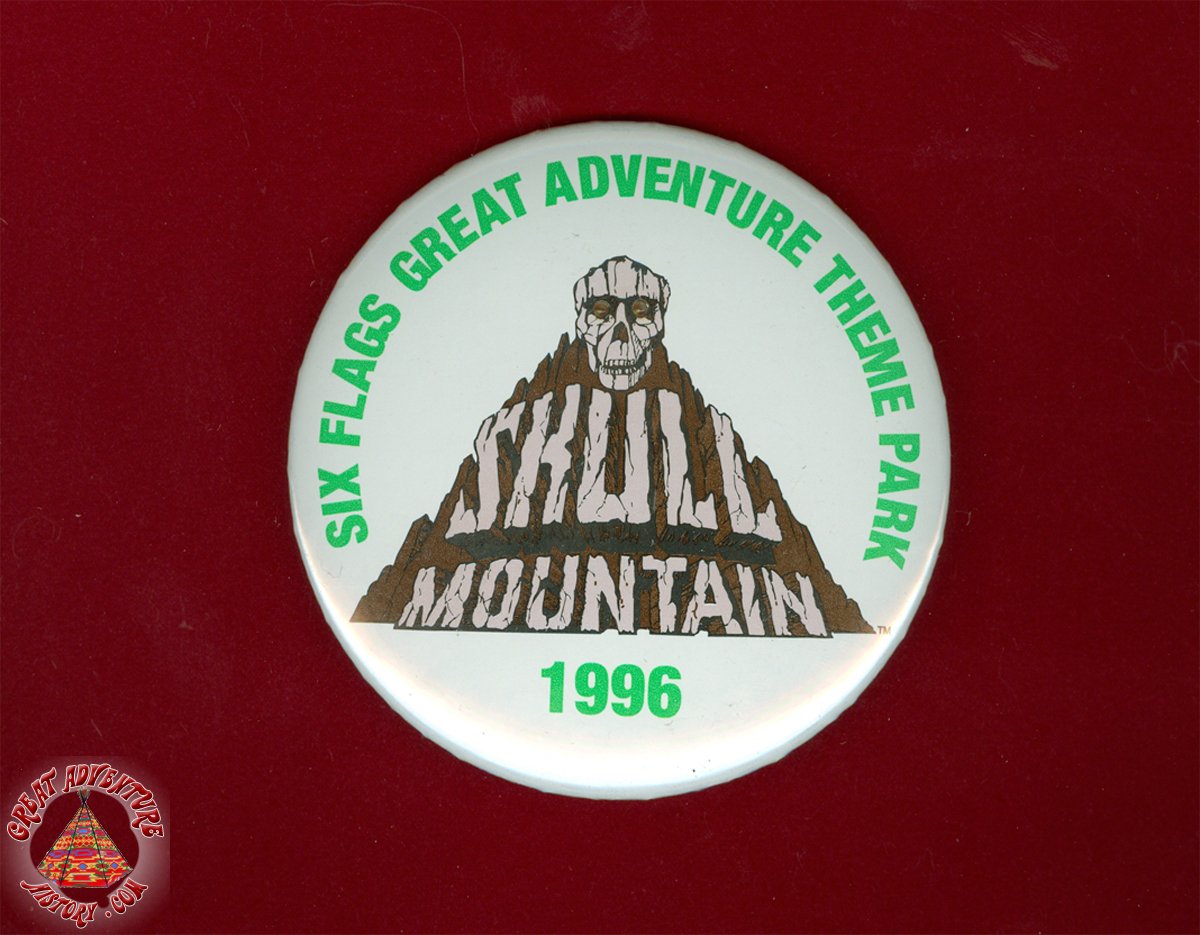 SIX FLAGS GREAT ADVENTURE THEME PARK
SKULL
MOUNTAIN
TM
1996
GREAT ADVENTURE
HISTORY.COM